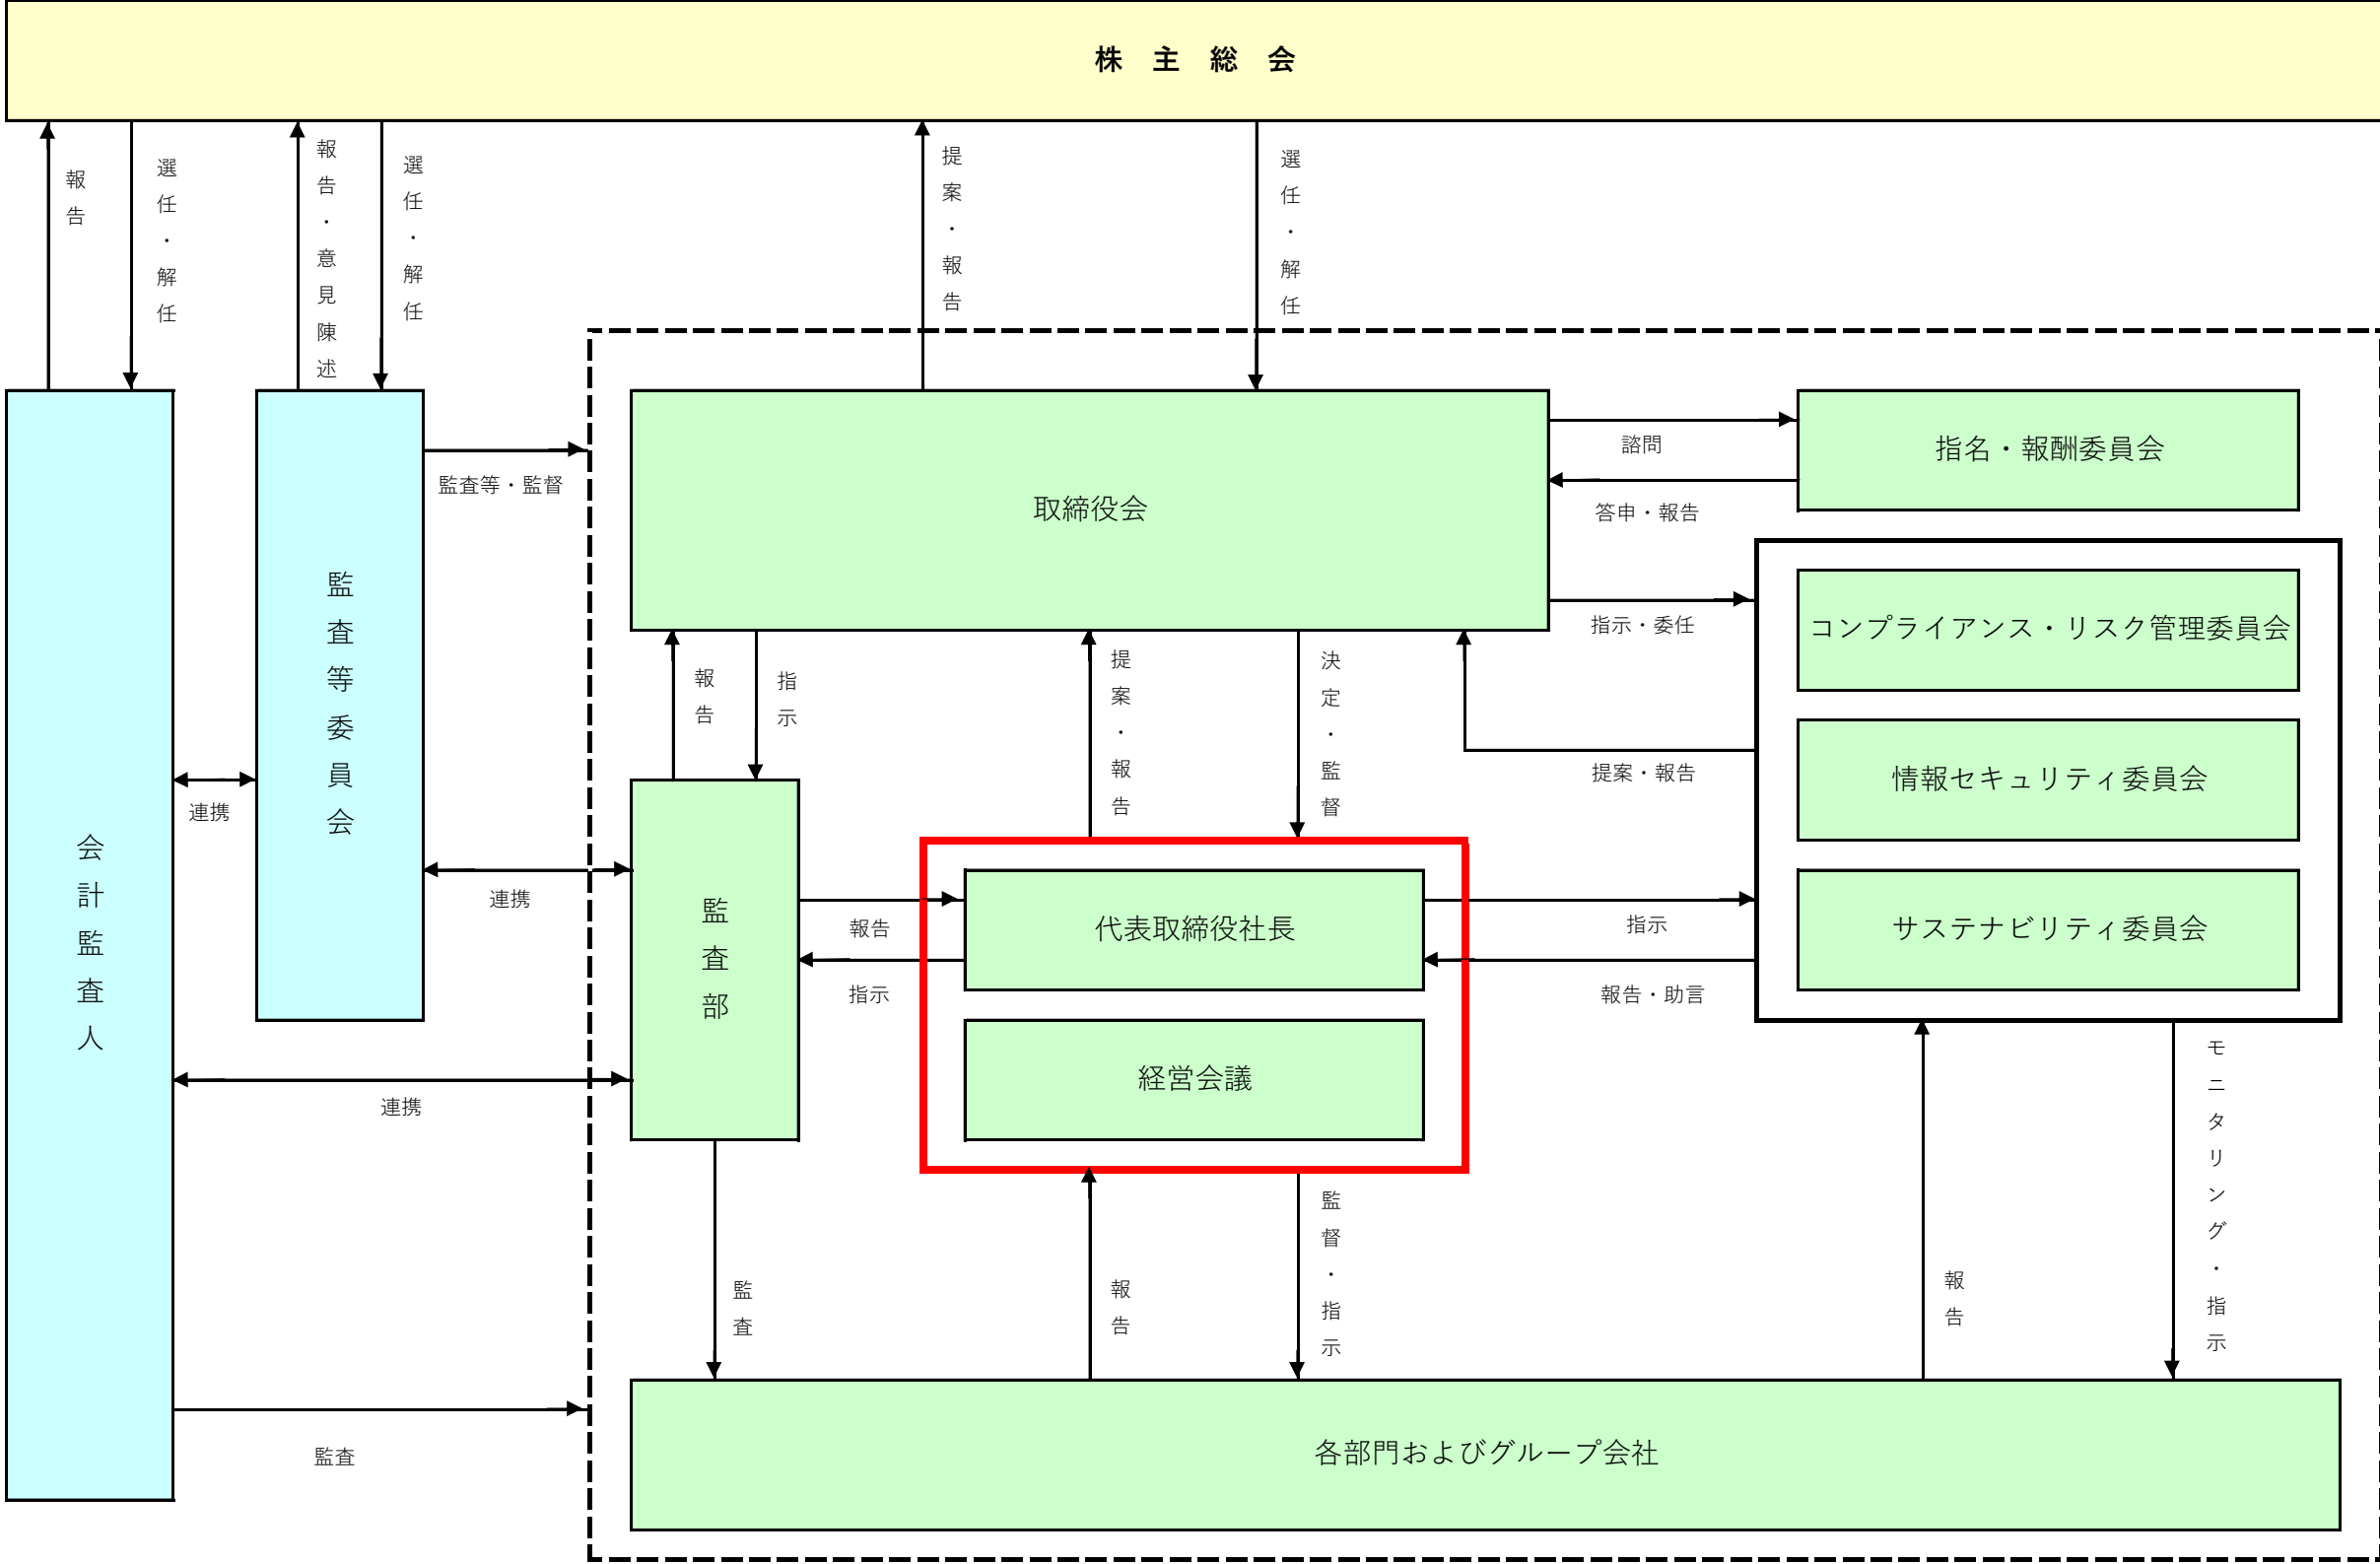 株 主 総 会
報告
選任・解任
報告・意見陳述
選任・解任
提案・報告
選任・解任
会計監査人
監査等委員会
監査等・監督
取締役会
諮問
指名・報酬委員会
答申・報告
指示・委任
コンプライアンス・リスク管理委員会
報告
指示
提案・報告
決定・監督
提案・報告
情報セキュリティ委員会
連携
連携
監査部
報告
指示
代表取締役社長
指示
報告・助言
サステナビリティ委員会
経営会議
連携
監査
報告
監督・指示
報告
モニタリング・指示
監査
各部門およびグループ会社